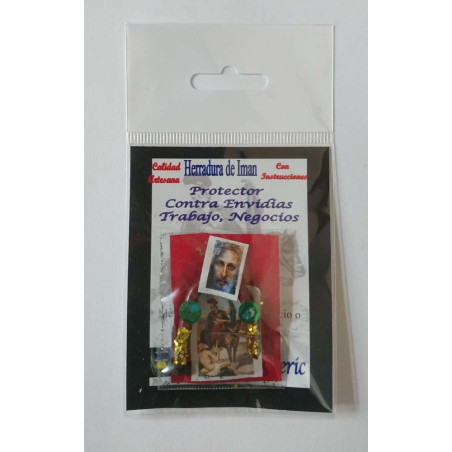 Calidad Artesana
Herradura de Iman
Con Instrucciones
Protector
Contra Envidias
Trabajo, Negocios